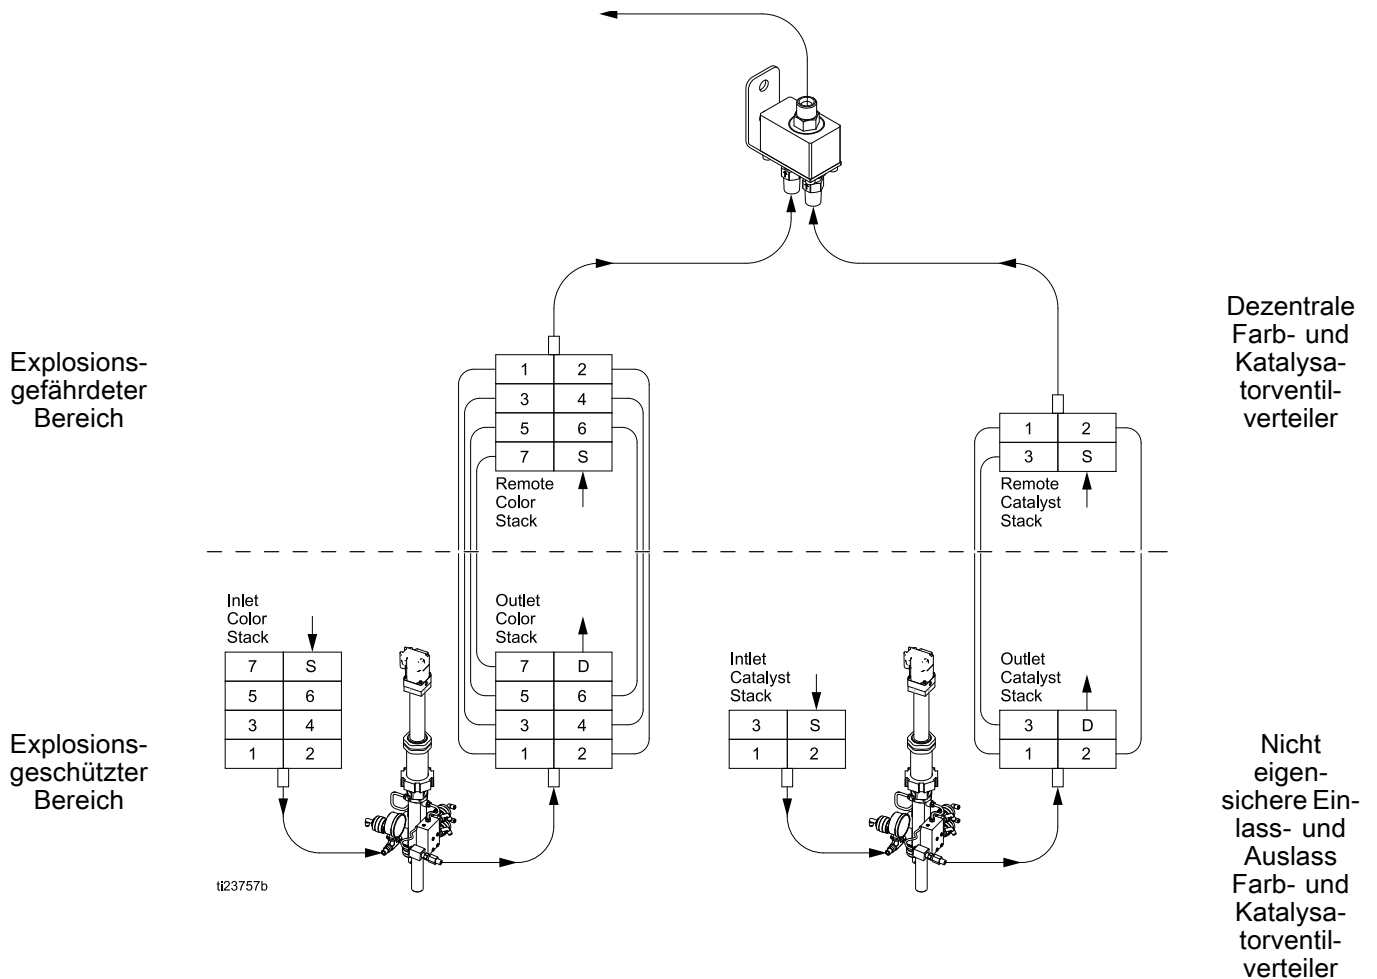 Explosions-
gefährdeter
Bereich
Dezentrale
Farb- und
Katalysa-
torventil-
verteiler
1 2
3 4
5 6
7 S
Remote
Color
Stack
1 2
3 S
Remote
Catalyst
Stack
Explosions-
geschützter
Bereich
Inlet
Color
Stack
7 S
5 6
3 4
1 2
Outlet
Color
Stack
7 D
5 6
3 4
1 2
Intlet
Catalyst
Stack
3 S
1 2
Outlet
Catalyst
Stack
3 D
1 2
Nicht
eigen-
sichere Ein-
lass- und
Auslass
Farb- und
Katalysa-
torventil-
verteiler
ti23757b